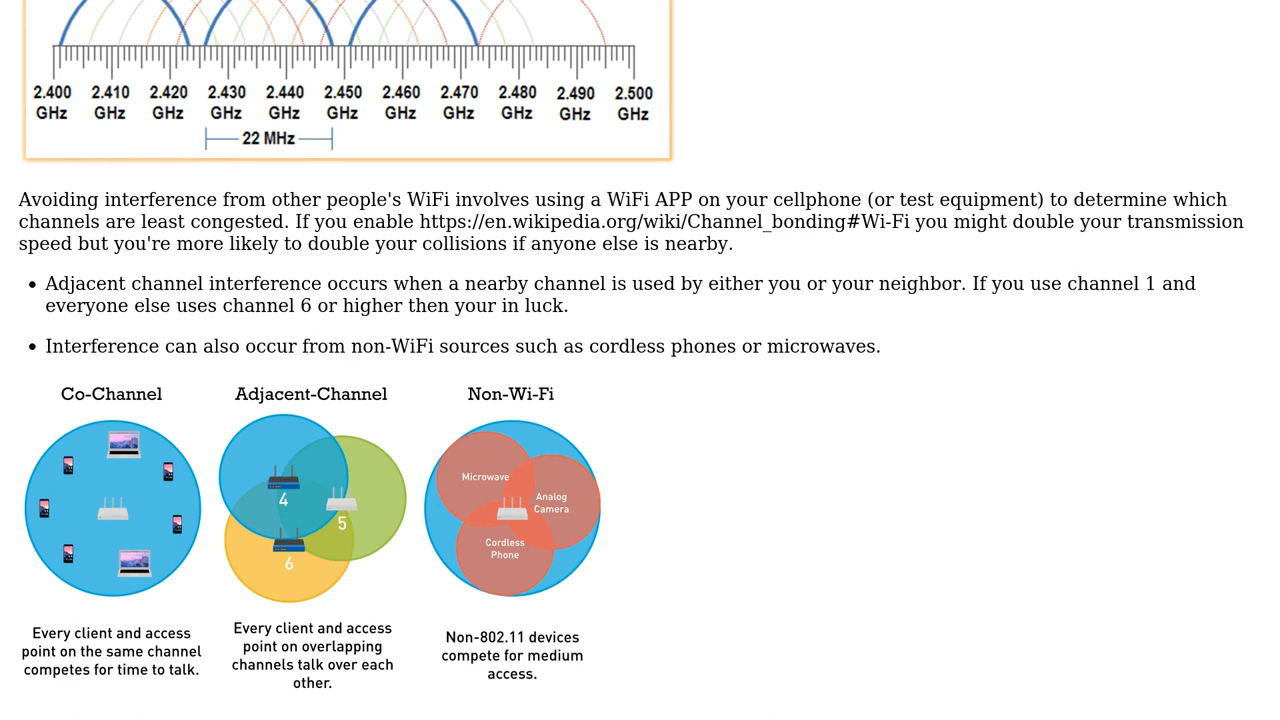 2.400 2.410 2.420 2.430 2.440 2.450 2.460 2.470 2.480 2.490 2.500
GHz GHz GHz GHz GHz GHz GHz GHz GHz GHz GHz
22 MHz
Avoiding interference from other people's WiFi involves using a WiFi APP on your cellphone (or test equipment) to determine which
channels are least congested. If you enable https://en.wikipedia.org/wiki/Channel_bonding#Wi-Fi you might double your transmission
speed but you're more likely to double your collisions if anyone else is nearby.
• Adjacent channel interference occurs when a nearby channel is used by either you or your neighbor. If you use channel 1 and
everyone else uses channel 6 or higher then your in luck.
• Interference can also occur from non-WiFi sources such as cordless phones or microwaves.
Co-Channel
Every client and access
point on the same channel
competes for time to talk.
Adjacent-Channel
4
5
6
Every client and access
point on overlapping
channels talk over each
other.
Non-Wi-Fi
Microwave
Analog
Camera
Cordless
Phone
Non-802.11 devices
compete for medium
access.